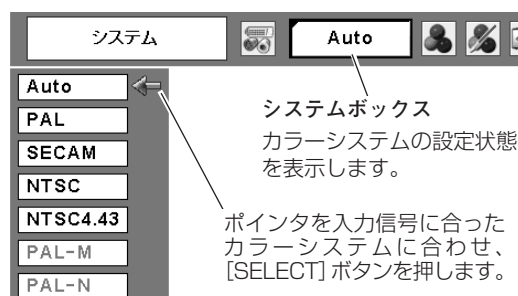 システム
Auto
Auto
PAL
SECAM
NTSC
NTSC4.43
PAL-M
PAL-N
システムボックス
カラーシステムの設定状態
を表示します。
ポインタを入力信号に合った
カラーシステムに合わせ、
[SELECT] ボタンを押します。